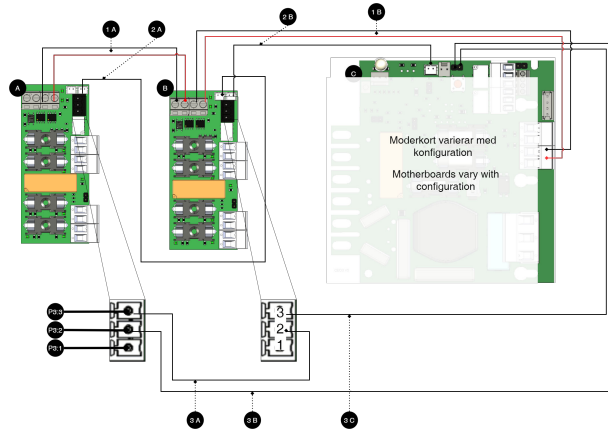 1 A
2 A
2 B
1 B
A
B
C
Moderkort varierar med
konfiguration
Motherboards vary with
configuration
P3:3
P3:2
P3:1
3
2
1
3 A
3 B
3 C